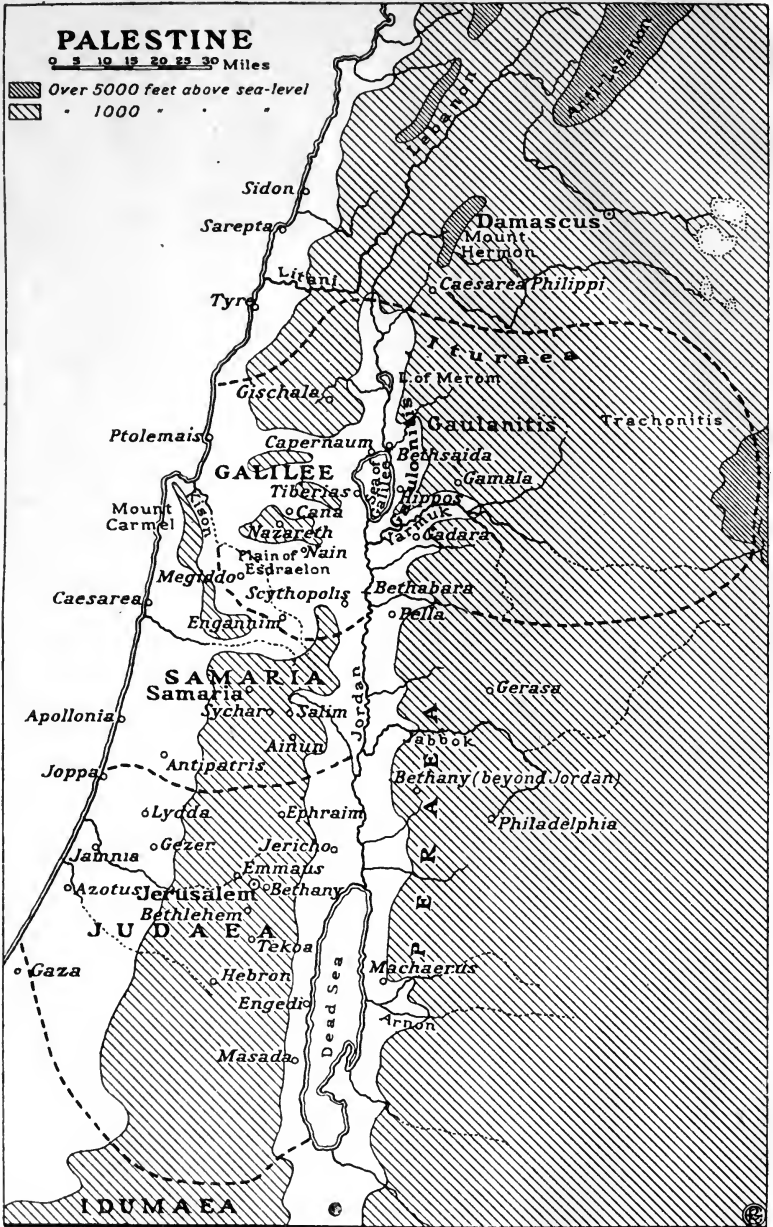 PALESTINE
0 5 10 15 20 25 30 Miles
Over 5000 feet above sea-level
" 1000 " " "
Anti-Lebanon
Lebanon
Sidon
Damascus
Sarepta
Mount
Hermon
Litani
Caesarea Philippi
Tyre
Ituraea
L. of Merom
Gischala
Gaulanitis
Trachonitis
Ptolemais
Capernaum
Bethsaida
Gaulonitis
GALILEE
Sea of
Galilee
Gamala
Tiberias
Hippos
Kison
Mount
Carmel
Cana
Yarmuk
Nazareth
Gadara
Nain
Plain of
Esdraelon
Megiddo
Bethabara
Caesarea
Scythopolis
Pella
Engannim
SAMARIA
Samaria
Gerasa
Jordan
Apollonia
Sychar
Salim
Jabbok
Ainun
Antipatris
Joppa
Bethany (beyond Jordan)
PERAEA
Lydda
Ephraim
Philadelphia
Jamnia
Gezer
Jericho
Emmaus
Azotus
Jerusalem
Bethany
Bethlehem
JUDAEA
Tekoa
Gaza
Hebron
Machaerus
Dead Sea
Engedi
Arnon
Masada
IDUMAEA